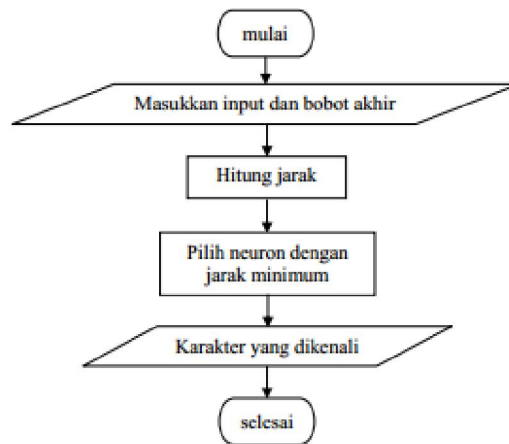 mulai
Masukkan input dan bobot akhir
Hitung jarak
Pilih neuron dengan
jarak minimum
Karakter yang dikenali
selesai